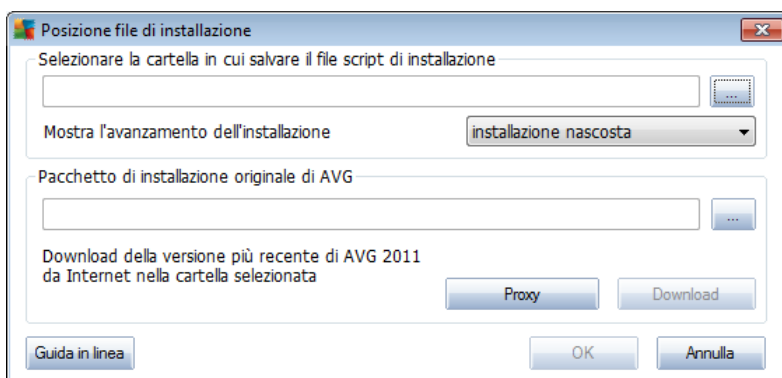 Posizione file di installazione
Selezionare la cartella in cui salvare il file script di installazione
...
Mostra l'avanzamento dell'installazione
installazione nascosta
Pacchetto di installazione originale di AVG
...
Download della versione più recente di AVG 2011
da Internet nella cartella selezionata
Proxy
Download
Guida in linea
OK
Annulla